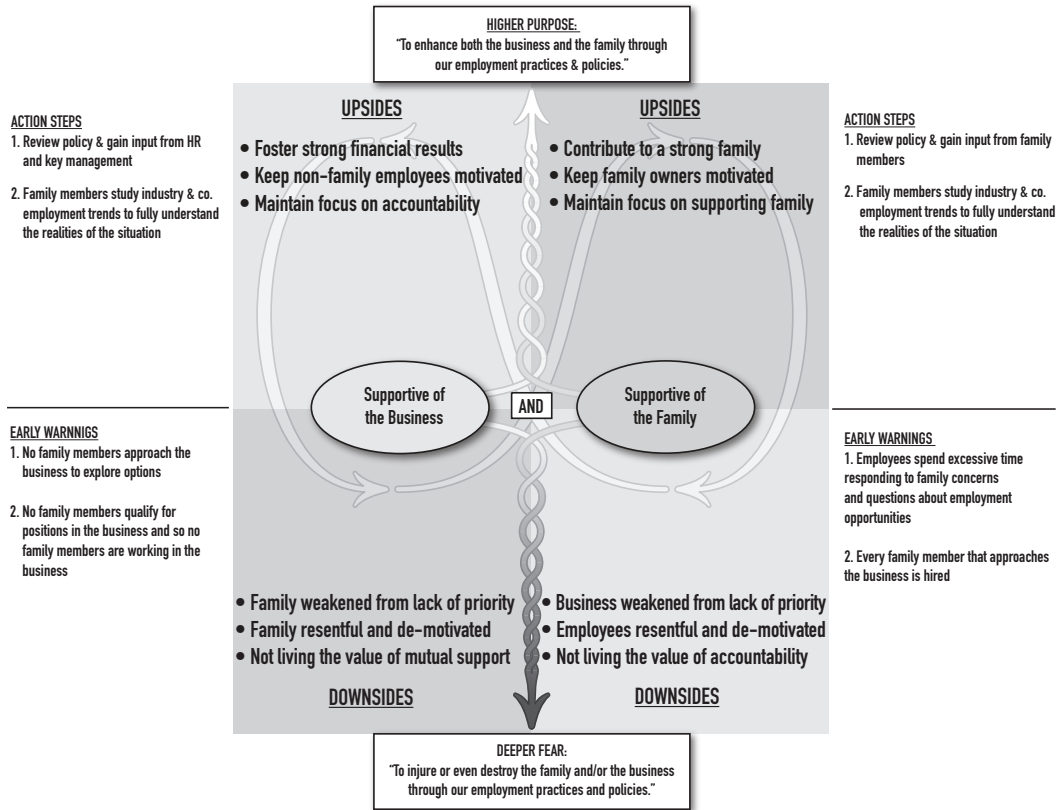 HIGHER PURPOSE:
“To enhance both the business and the family through
our employment practices & policies.”
ACTION STEPS
1. Review policy & gain input from HR
and key management
2. Family members study industry & co.
employment trends to fully understand
the realities of the situation
UPSIDES
• Foster strong financial results
• Keep non-family employees motivated
• Maintain focus on accountability
UPSIDES
• Contribute to a strong family
• Keep family owners motivated
• Maintain focus on supporting family
ACTION STEPS
1. Review policy & gain input from family
members
2. Family members study industry & co.
employment trends to fully understand
the realities of the situation
Supportive of
the Business
AND
Supportive of
the Family
EARLY WARNNIGS
1. No family members approach the
business to explore options
2. No family members qualify for
positions in the business and so no
family members are working in the
business
• Family weakened from lack of priority
• Family resentful and de-motivated
• Not living the value of mutual support
DOWNSIDES
• Business weakened from lack of priority
• Employees resentful and de-motivated
• Not living the value of accountability
DOWNSIDES
EARLY WARNINGS
1. Employees spend excessive time
responding to family concerns
and questions about employment
opportunities
2. Every family member that approaches
the business is hired
DEEPER FEAR:
“To injure or even destroy the family and/or the business
through our employment practices and policies.”